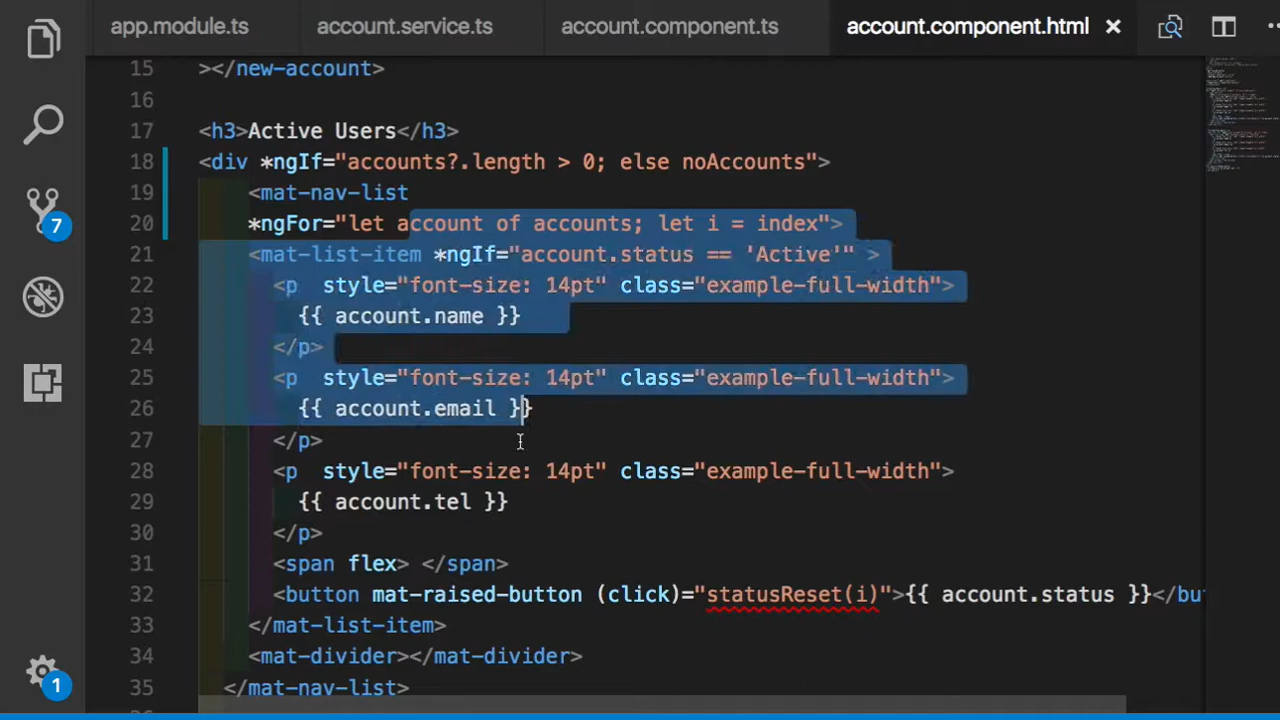 app.module.ts account.service.ts account.component.ts account.component.html
15 ></new-account>
16
17 <h3>Active Users</h3>
18 <div *ngIf="accounts?.length > 0; else noAccounts">
19 <mat-nav-list
20 *ngFor="let account of accounts; let i = index">
21 <mat-list-item *ngIf="account.status == 'Active'" >
22 <p  style="font-size: 14pt" class="example-full-width">
23 {{ account.name }}
24 </p>
25 <p  style="font-size: 14pt" class="example-full-width">
26 {{ account.email }}
27 </p>
28 <p  style="font-size: 14pt" class="example-full-width">
29 {{ account.tel }}
30 </p>
31 <span flex> </span>
32 <button mat-raised-button (click)="statusReset(i)">{{ account.status }}</bu
33 </mat-list-item>
34 <mat-divider></mat-divider>
35 </mat-nav-list>
7
1